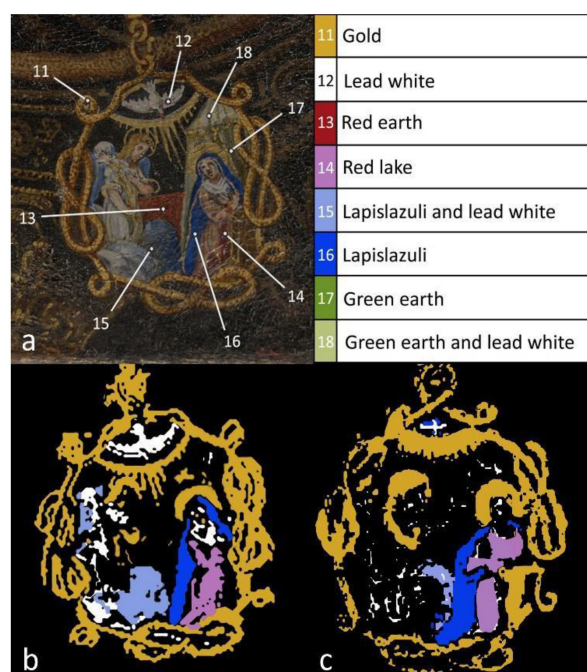 12
18
11
17
13
14
15
16
a
11 Gold
12 Lead white
13 Red earth
14 Red lake
15 Lapislazuli and lead white
16 Lapislazuli
17 Green earth
18 Green earth and lead white
b
c